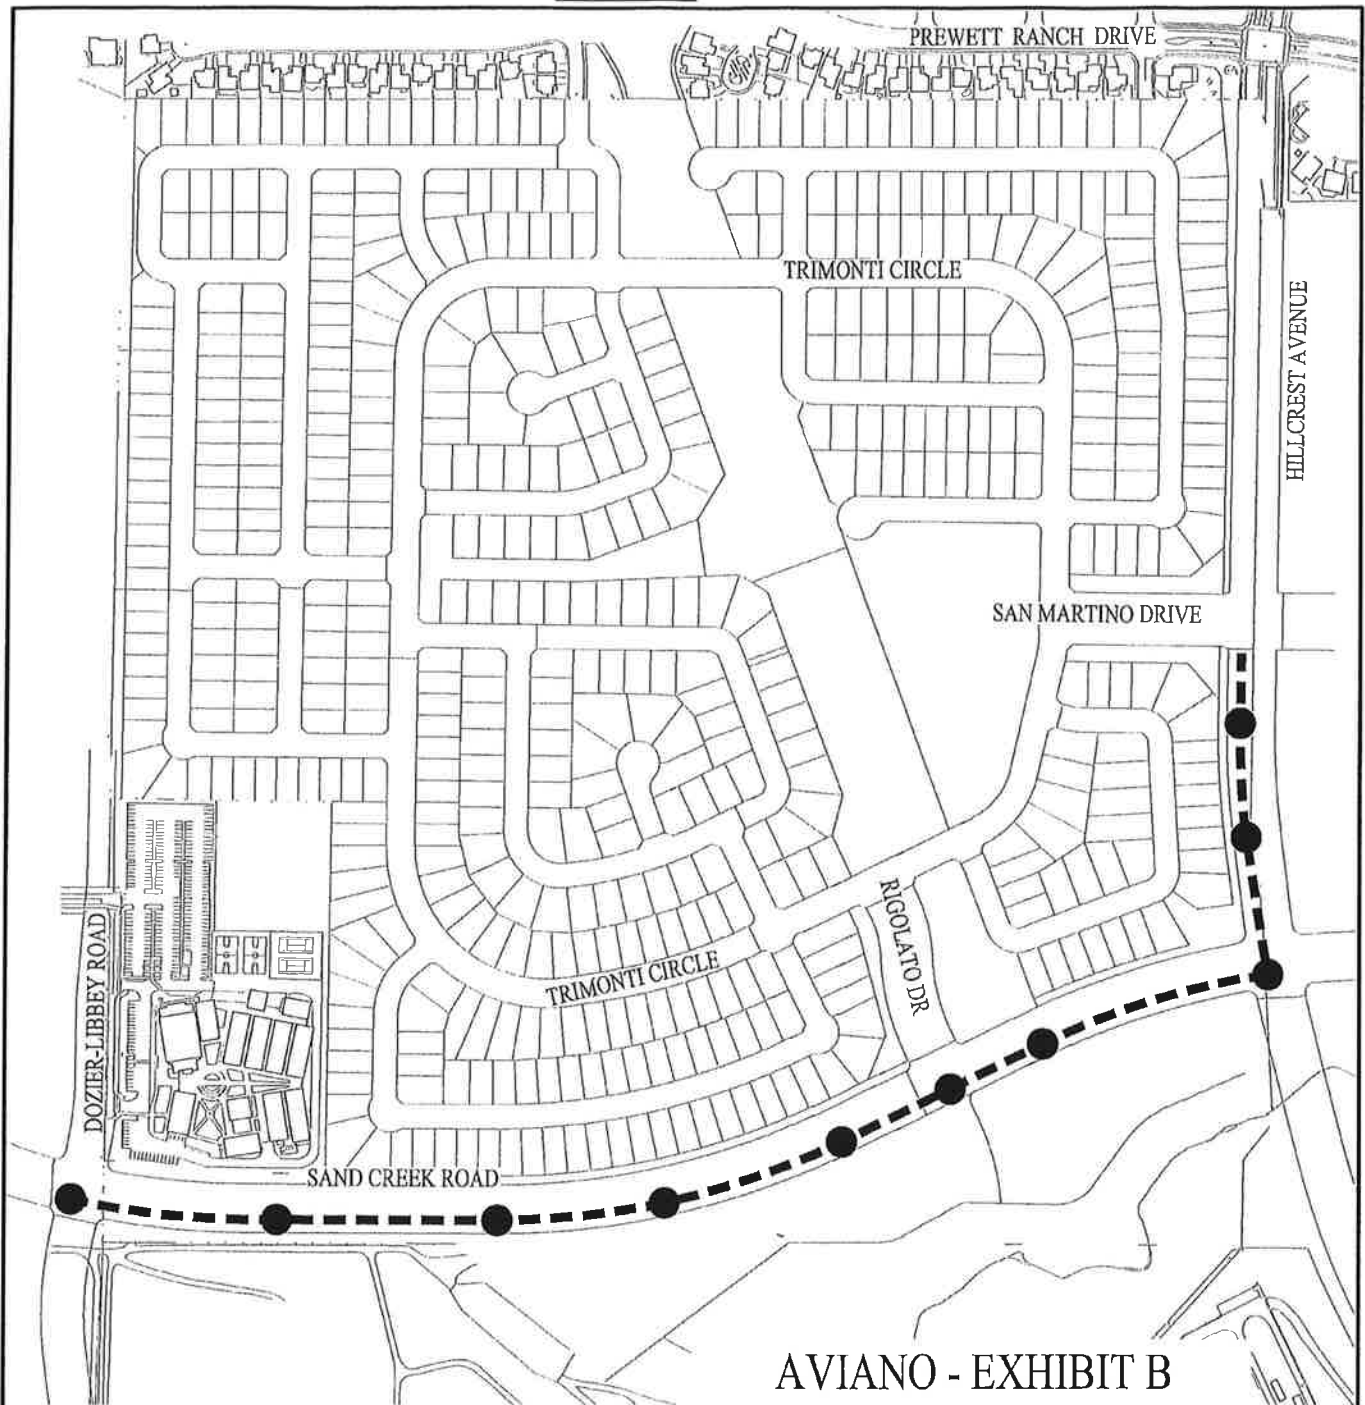 PREWETT RANCH DRIVE
TRIMONTI CIRCLE
HILLCREST AVENUE
SAN MARTINO DRIVE
RIGOLATO DR
DOZIER-LIBBEY ROAD
TRIMONTI CIRCLE
SAND CREEK ROAD
AVIANO - EXHIBIT B